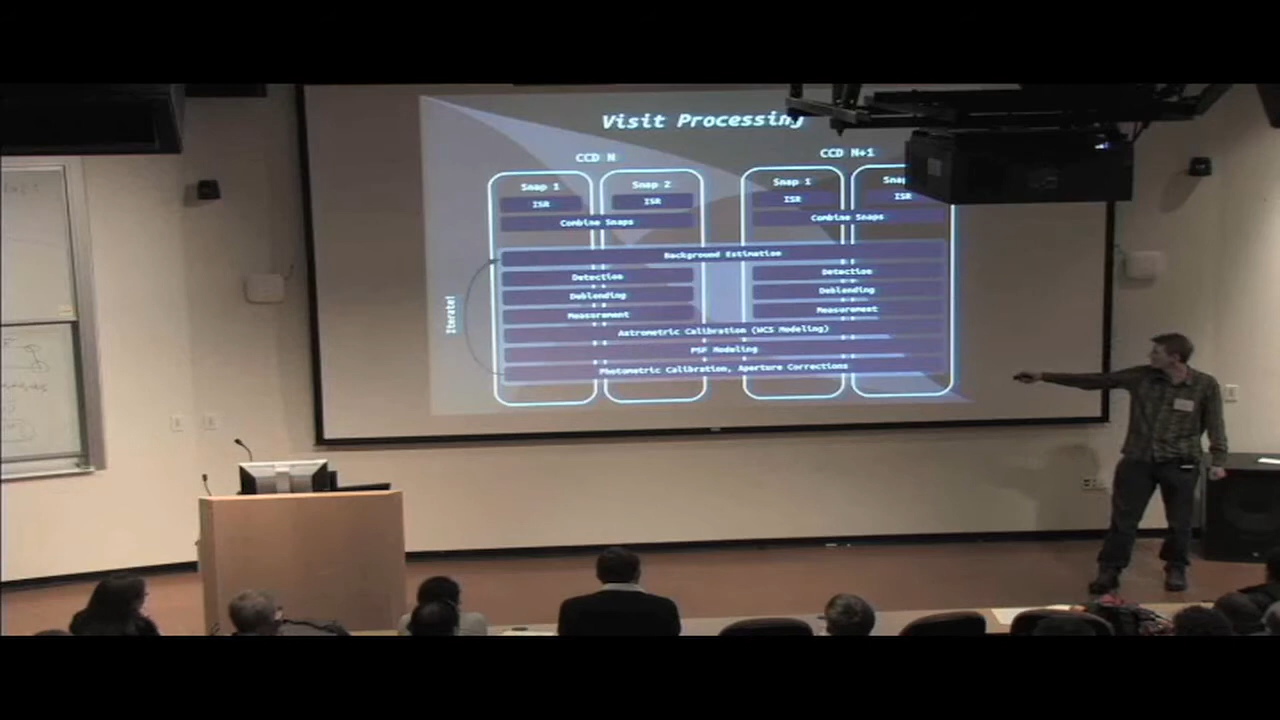 Visit Processing
CCD N
CCD N+1
Snap 1
Snap 2
Snap 1
ISR
ISR
ISR
ISR
Combine Snaps
Combine Snaps
Background Estimation
Detection
Detection
Deblending
Deblending
Measurement
Measurement
Iterate!
Astrometric Calibration (WCS Modeling)
PSF Modeling
Photometric Calibration, Aperture Corrections